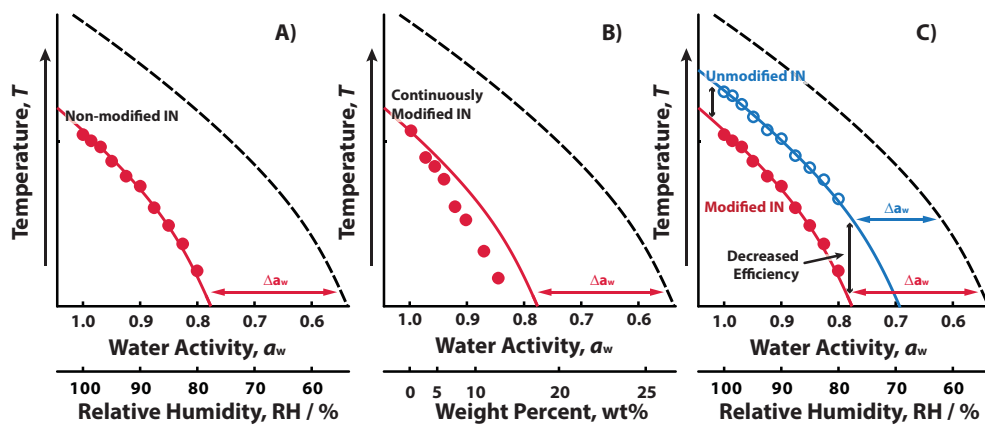 A)
Non-modified IN
Temperature, T
Δaw
1.0 0.9 0.8 0.7 0.6
Water Activity, aw
100 90 80 70 60
Relative Humidity, RH / %
B)
Continuously
Modified IN
Temperature, T
Δaw
1.0 0.9 0.8 0.7 0.6
Water Activity, aw
0 5 10 20 25
Weight Percent, wt%
C)
Unmodified IN
Temperature, T
Modified IN
Δaw
Decreased
Efficiency
Δaw
1.0 0.9 0.8 0.7 0.6
Water Activity, aw
100 90 80 70 60
Relative Humidity, RH / %